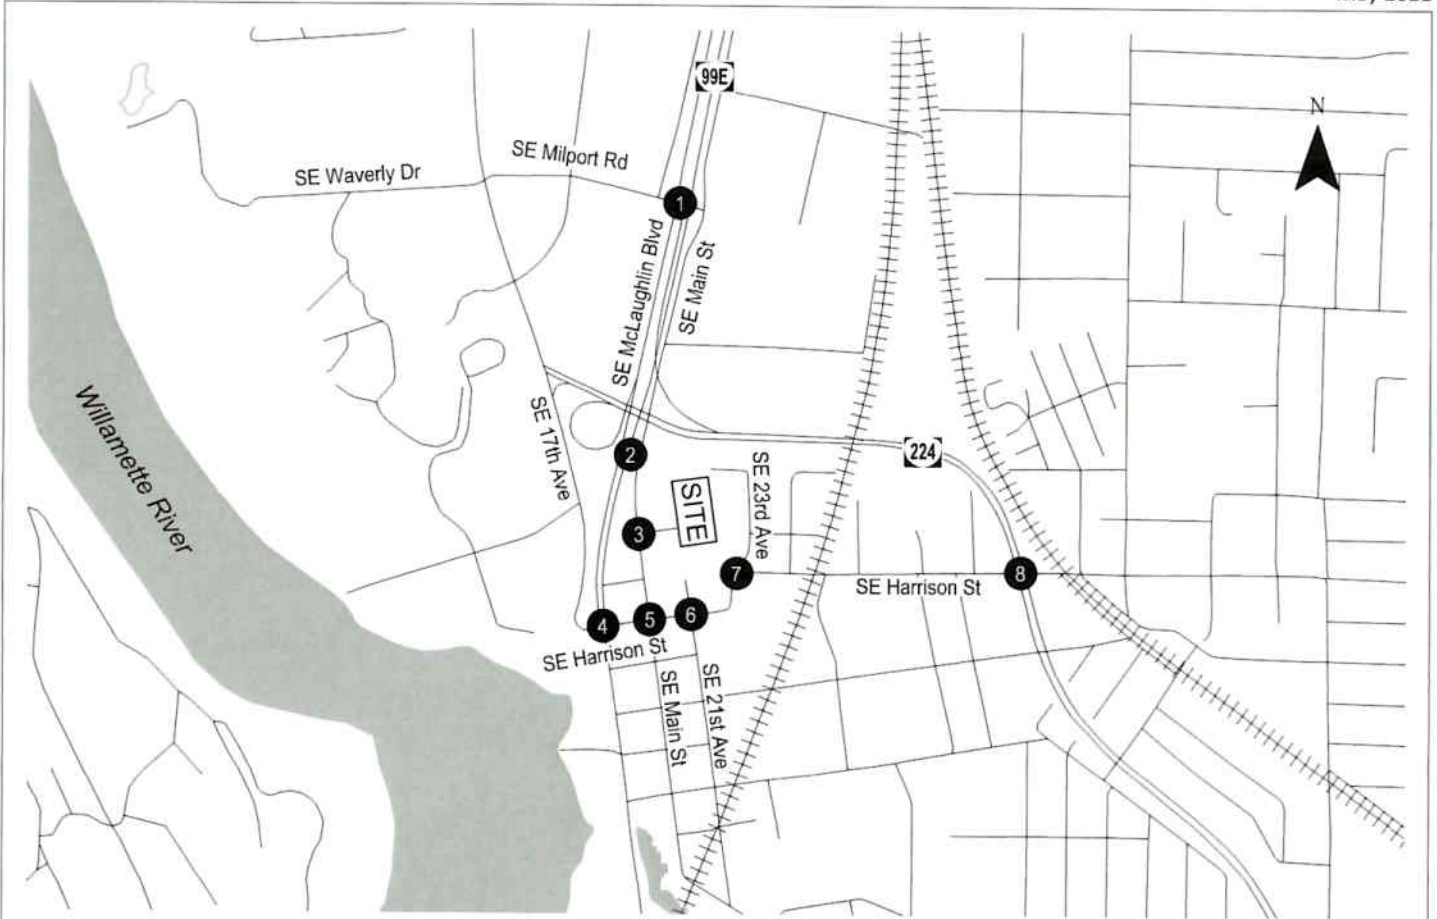 99E
N
SE Milport Rd
SE Waverly Dr
1
SE McLaughlin Blvd
SE Main St
Willamette River
SE 17th Ave
2
224
SITE
SE 23rd Ave
3
7
8
SE Harrison St
4
5
6
SE Harrison St
SE Main St
SE 21st Ave